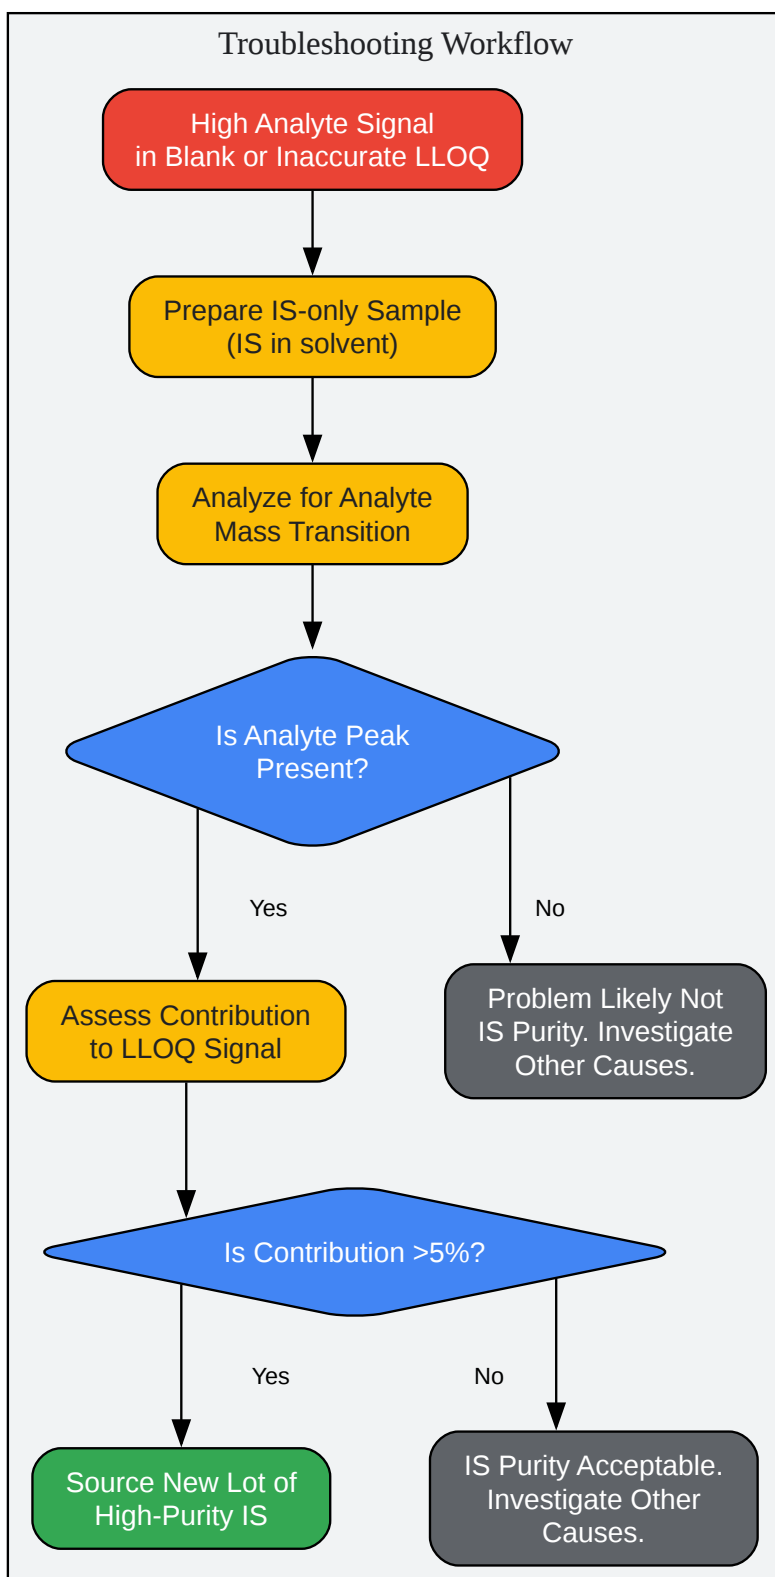 Troubleshooting Workflow
High Analyte Signal
in Blank or Inaccurate LLOQ
Prepare IS-only Sample
(IS in solvent)
Analyze for Analyte
Mass Transition
Is Analyte Peak
Present?
Yes
No
Assess Contribution
to LLOQ Signal
Problem Likely Not
IS Purity. Investigate
Other Causes.
Is Contribution >5%?
Yes
No
Source New Lot of
High-Purity IS
IS Purity Acceptable.
Investigate Other
Causes.